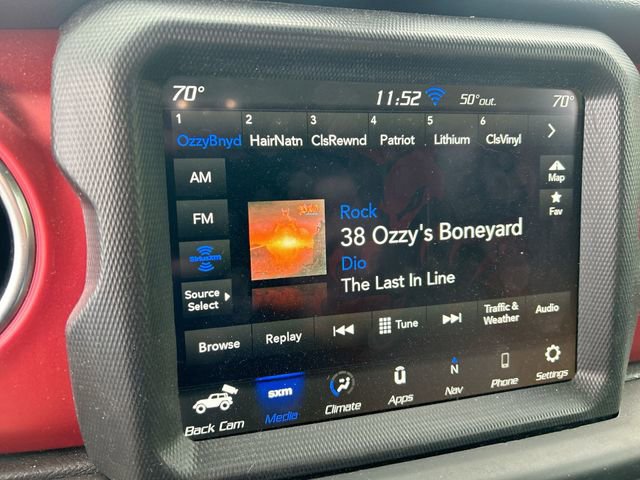 70° 11:52 50°out. 70°
1 2 3 4 5 6
OzzyBnyd HairNatn ClsRewnd Patriot Lithium ClsVinyl
AM
Map
FM
Fav
SiriusXM
Source
Select
Rock
38 Ozzy's Boneyard
Dio
The Last In Line
Browse Replay Tune Traffic &
Weather Audio
Back Cam
sxm
Media
Climate
u
Apps
N
Nav
Phone
Settings